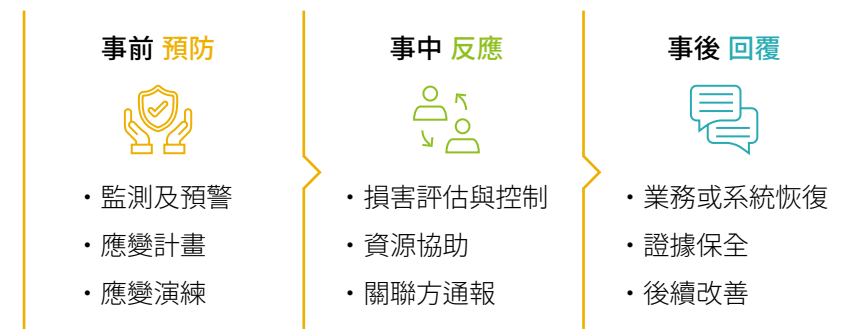 事前 預防
・監測及預警
・應變計畫
・應變演練
事中 反應
・損害評估與控制
・資源協助
・關聯方通報
事後 回覆
・業務或系統恢復
・證據保全
・後續改善